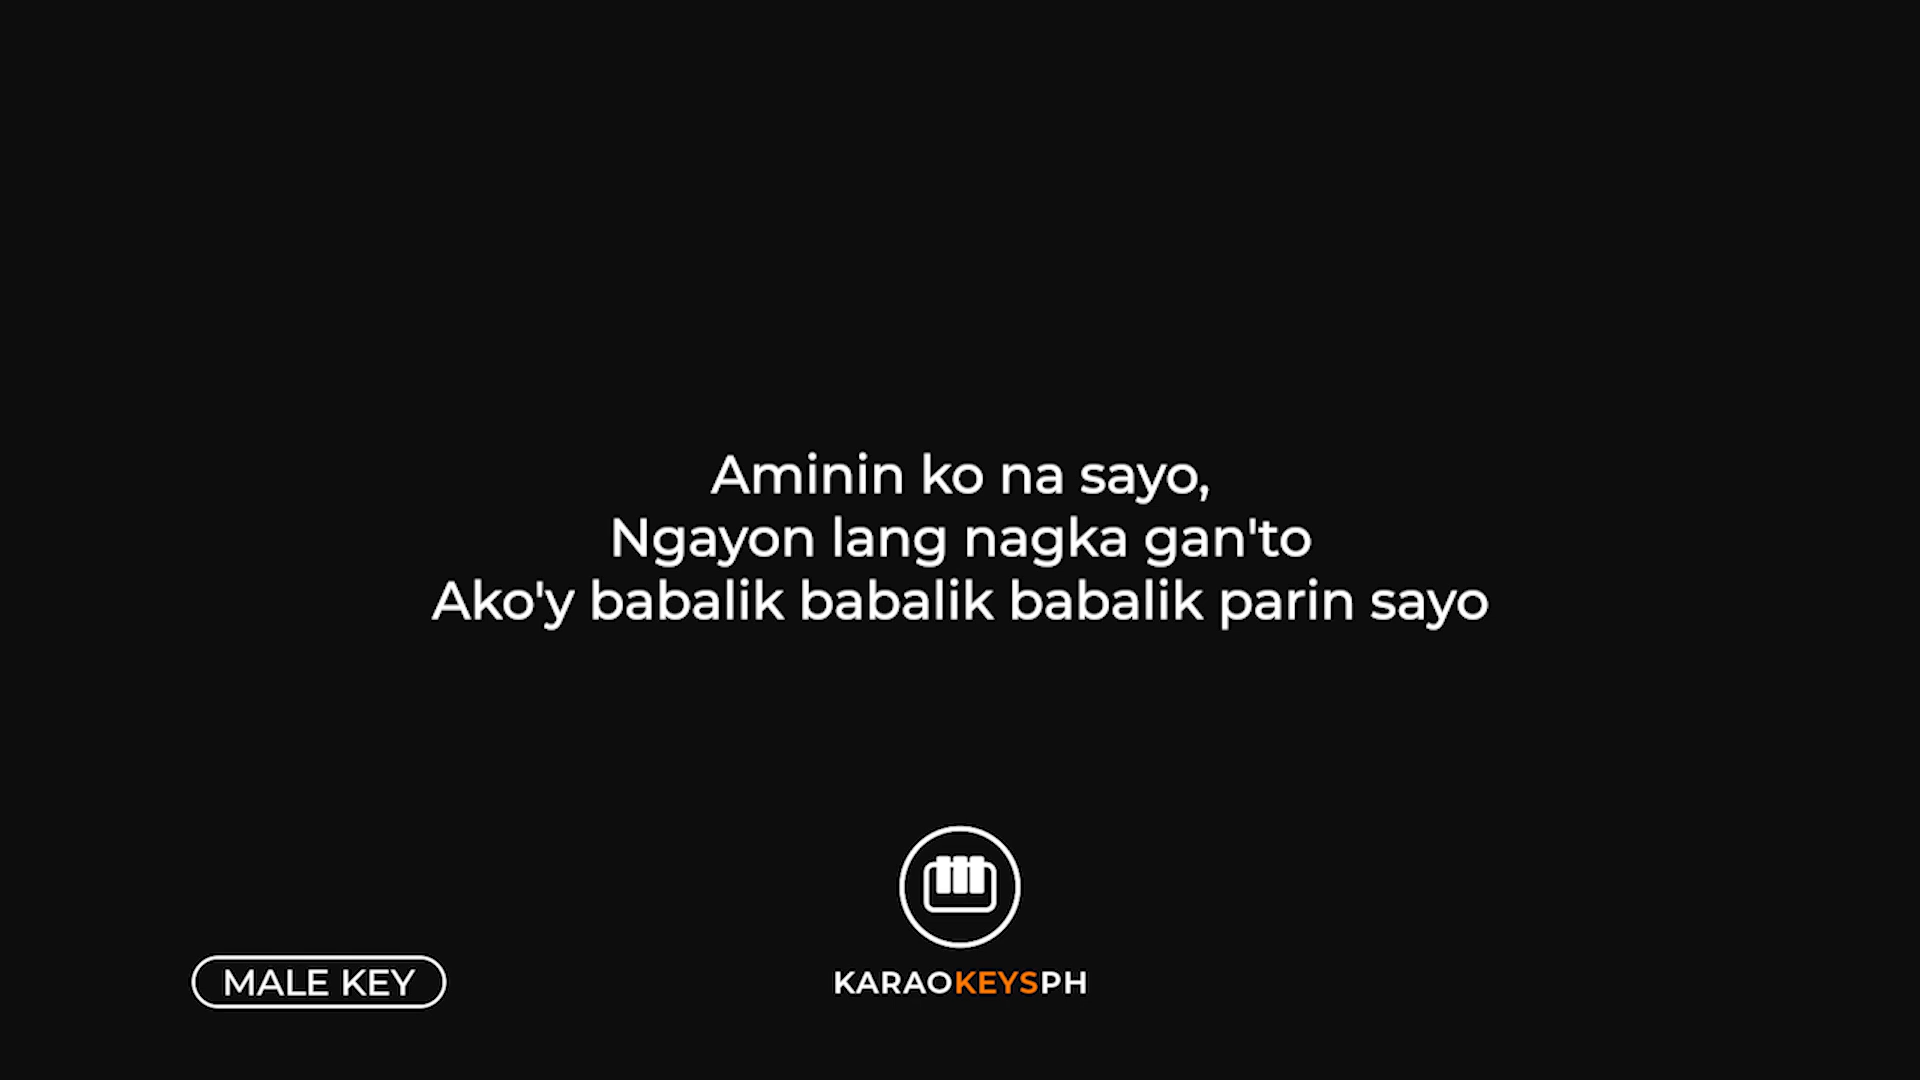 Aminin ko na sayo,
Ngayon lang nagka gan'to
Ako'y babalik babalik babalik parin sayo
MALE KEY
KARAOKEYSPH